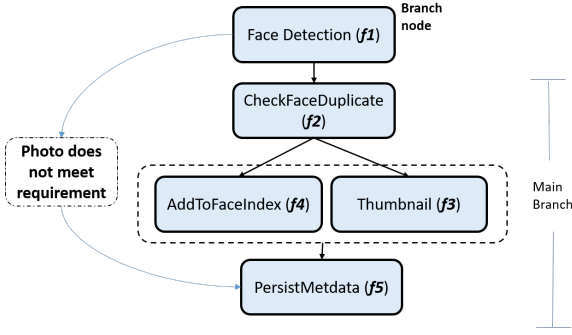 Branch
node
Face Detection (f1)
CheckFaceDuplicate
(f2)
Photo does
not meet
requirement
AddToFaceIndex (f4)
Thumbnail (f3)
Main
Branch
PersistMetdata (f5)